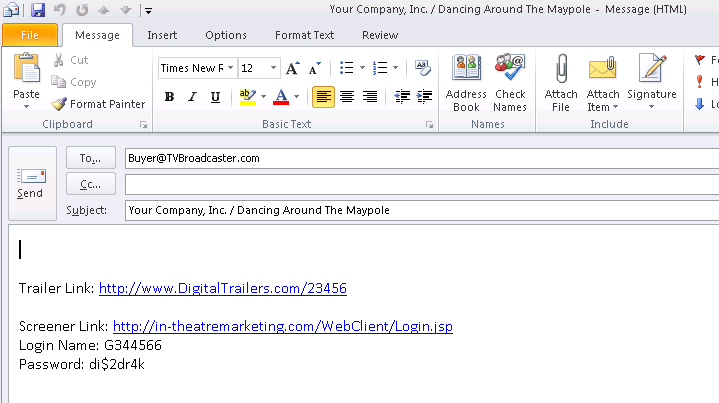 Your Company, Inc. / Dancing Around The Maypole - Message (HTML)
File Message Insert Options Format Text Review
Paste
Cut
Copy
Format Painter
Clipboard
Times New R 12
B I U ab A
Basic Text
Address Book
Check Names
Names
Attach File
Attach Item
Signature
Include
Send
To... Buyer@TVBroadcaster.com
Cc...
Subject: Your Company, Inc. / Dancing Around The Maypole
Trailer Link: http://www.DigitalTrailers.com/23456
Screener Link: http://in-theatremarketing.com/WebClient/Login.jsp
Login Name: G344566
Password: di$2dr4k